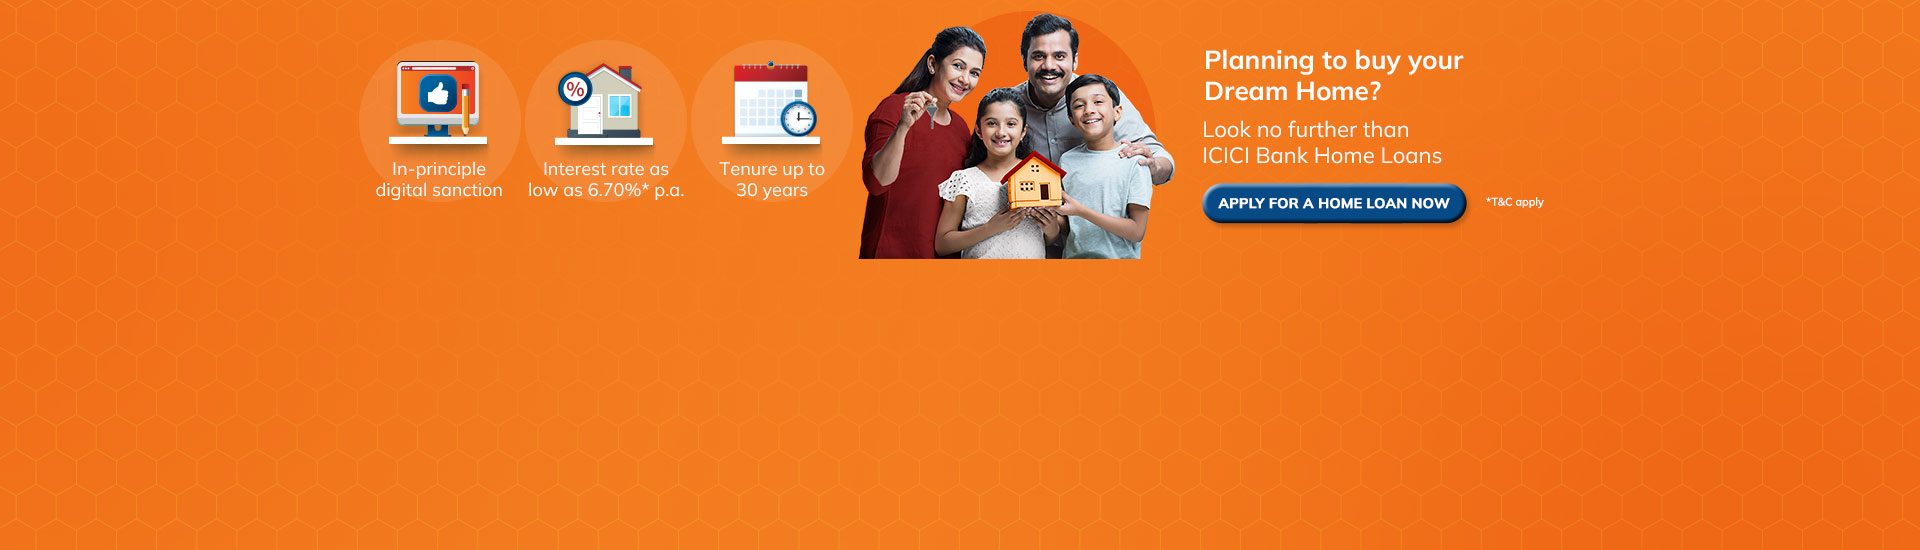 In-principle
digital sanction
%
Interest rate as
low as 6.70%* p.a.
Tenure up to
30 years
Planning to buy your
Dream Home?
Look no further than
ICICI Bank Home Loans
APPLY FOR A HOME LOAN NOW
*T&C apply